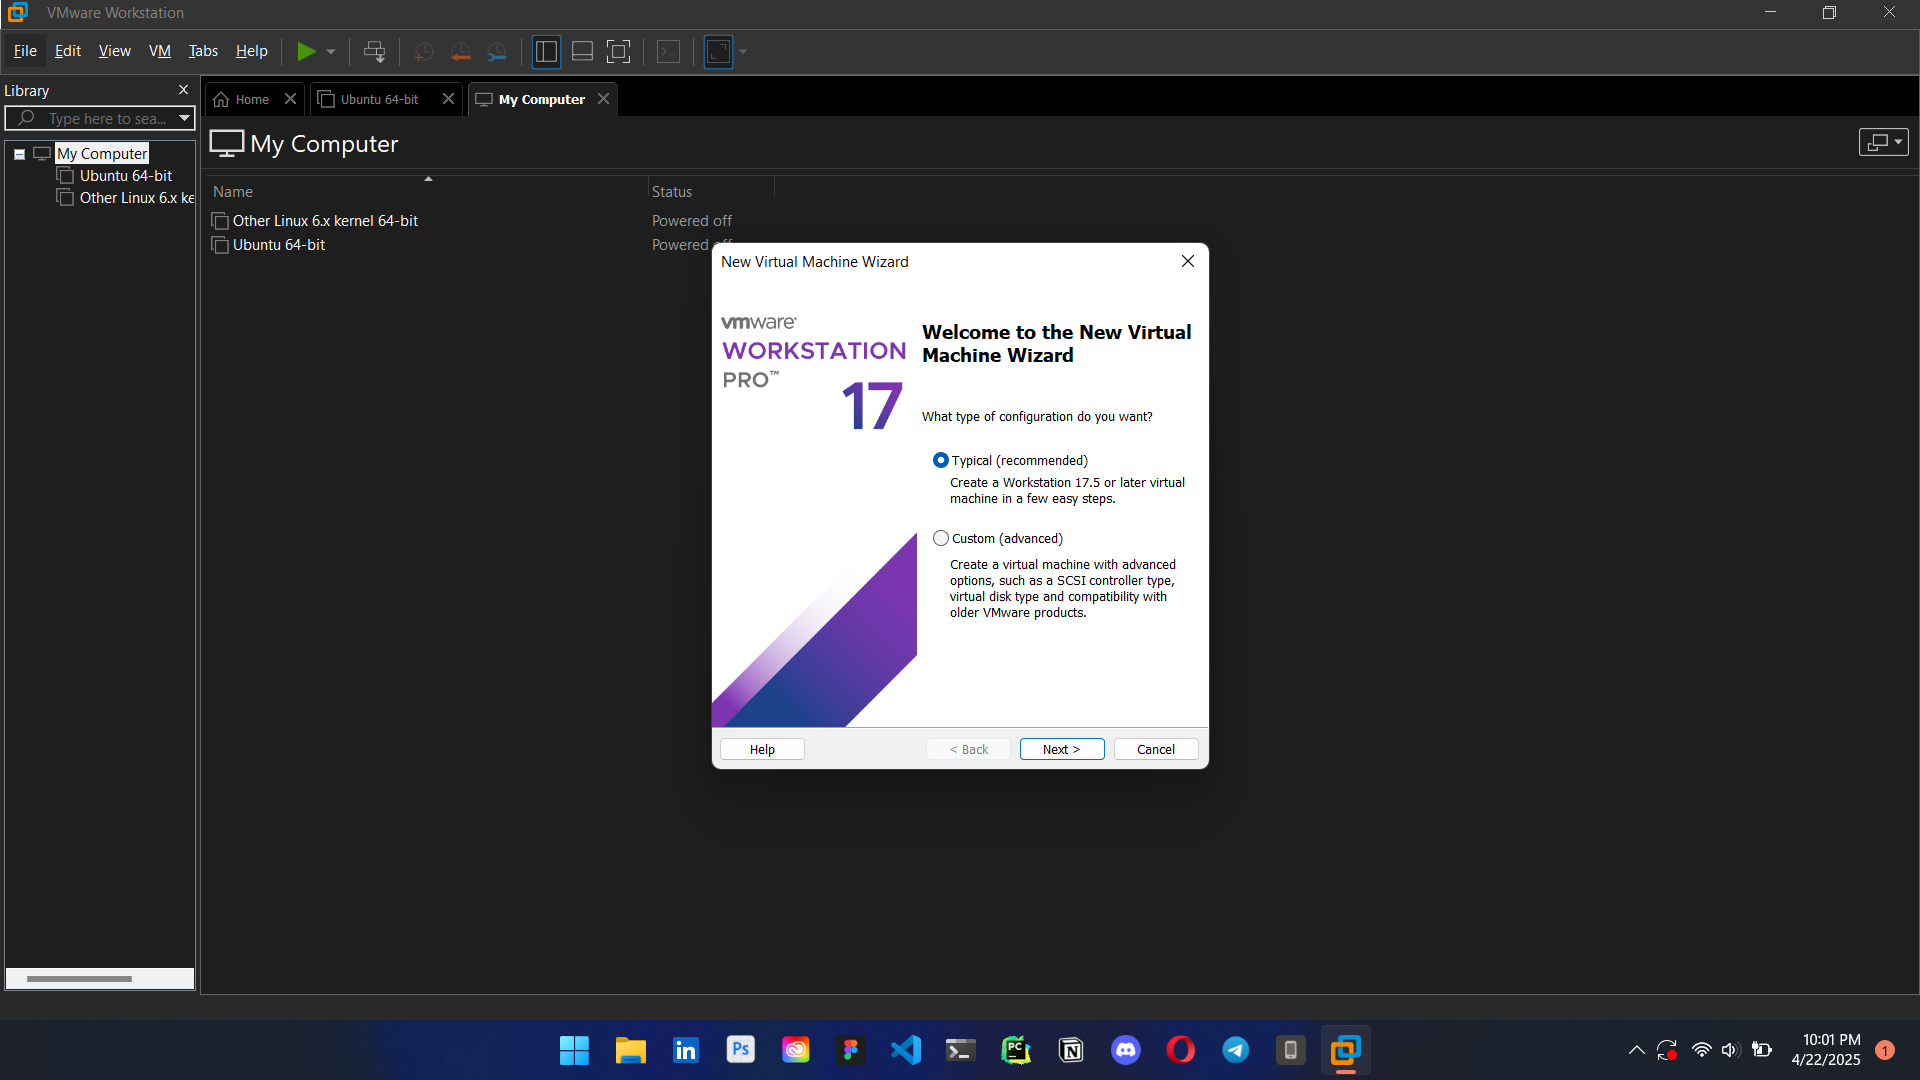 VMware Workstation
File Edit View VM Tabs Help
Library
Type here to sea...
My Computer
Ubuntu 64-bit
Other Linux 6.x ke
Home
Ubuntu 64-bit
My Computer
My Computer
Name Status
Other Linux 6.x kernel 64-bit Powered off
Ubuntu 64-bit Powered off
New Virtual Machine Wizard
vmware®
WORKSTATION
PRO™
17
Welcome to the New Virtual
Machine Wizard
What type of configuration do you want?
Typical (recommended)
Create a Workstation 17.5 or later virtual
machine in a few easy steps.
Custom (advanced)
Create a virtual machine with advanced
options, such as a SCSI controller type,
virtual disk type and compatibility with
older VMware products.
Help < Back Next > Cancel
in
Ps
PC
N
10:01 PM
4/22/2025
1